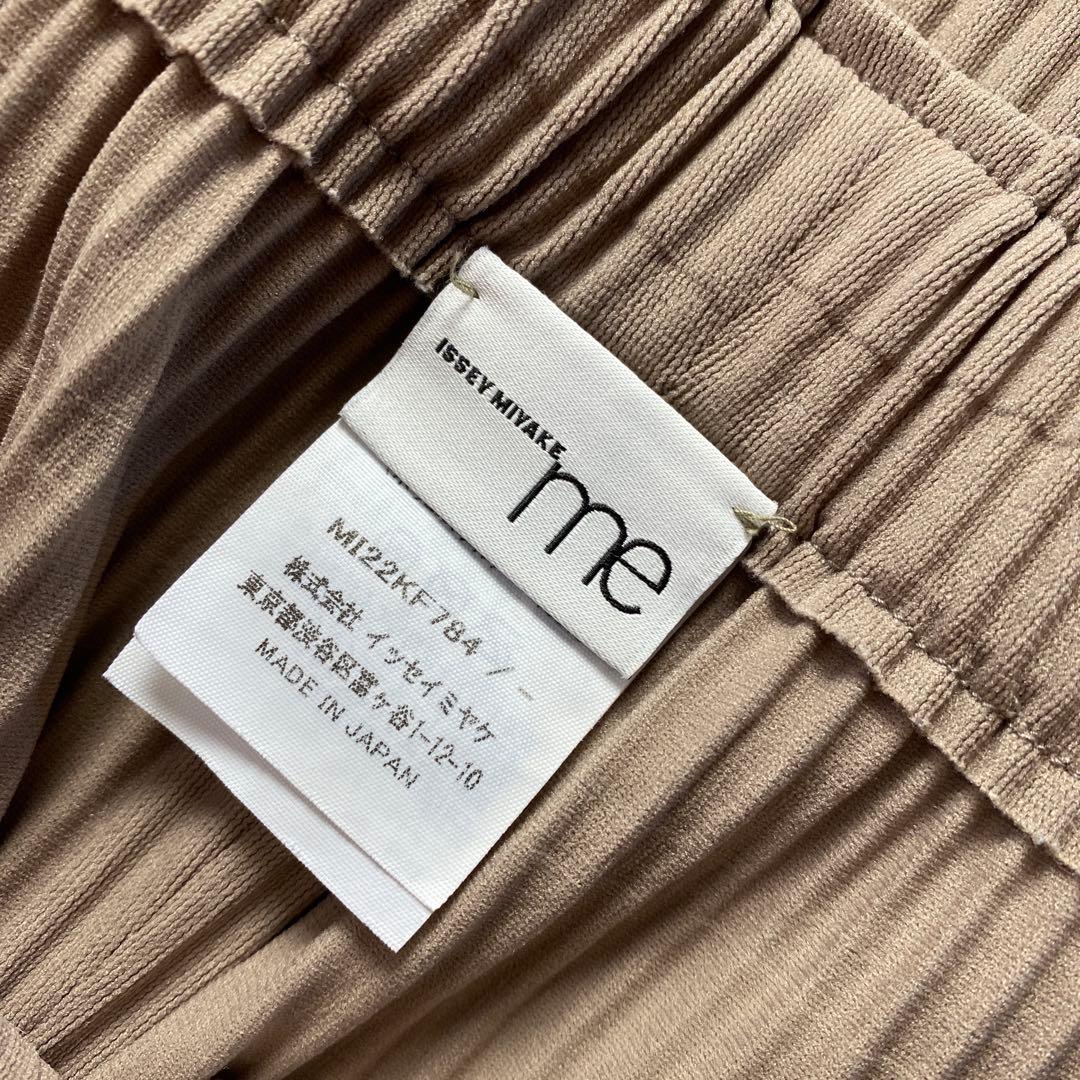 ISSEY MIYAKE
me
MI22KF784 / -
株式会社 イッセイミヤケ
東京都渋谷区富ヶ谷1-12-10
MADE IN JAPAN